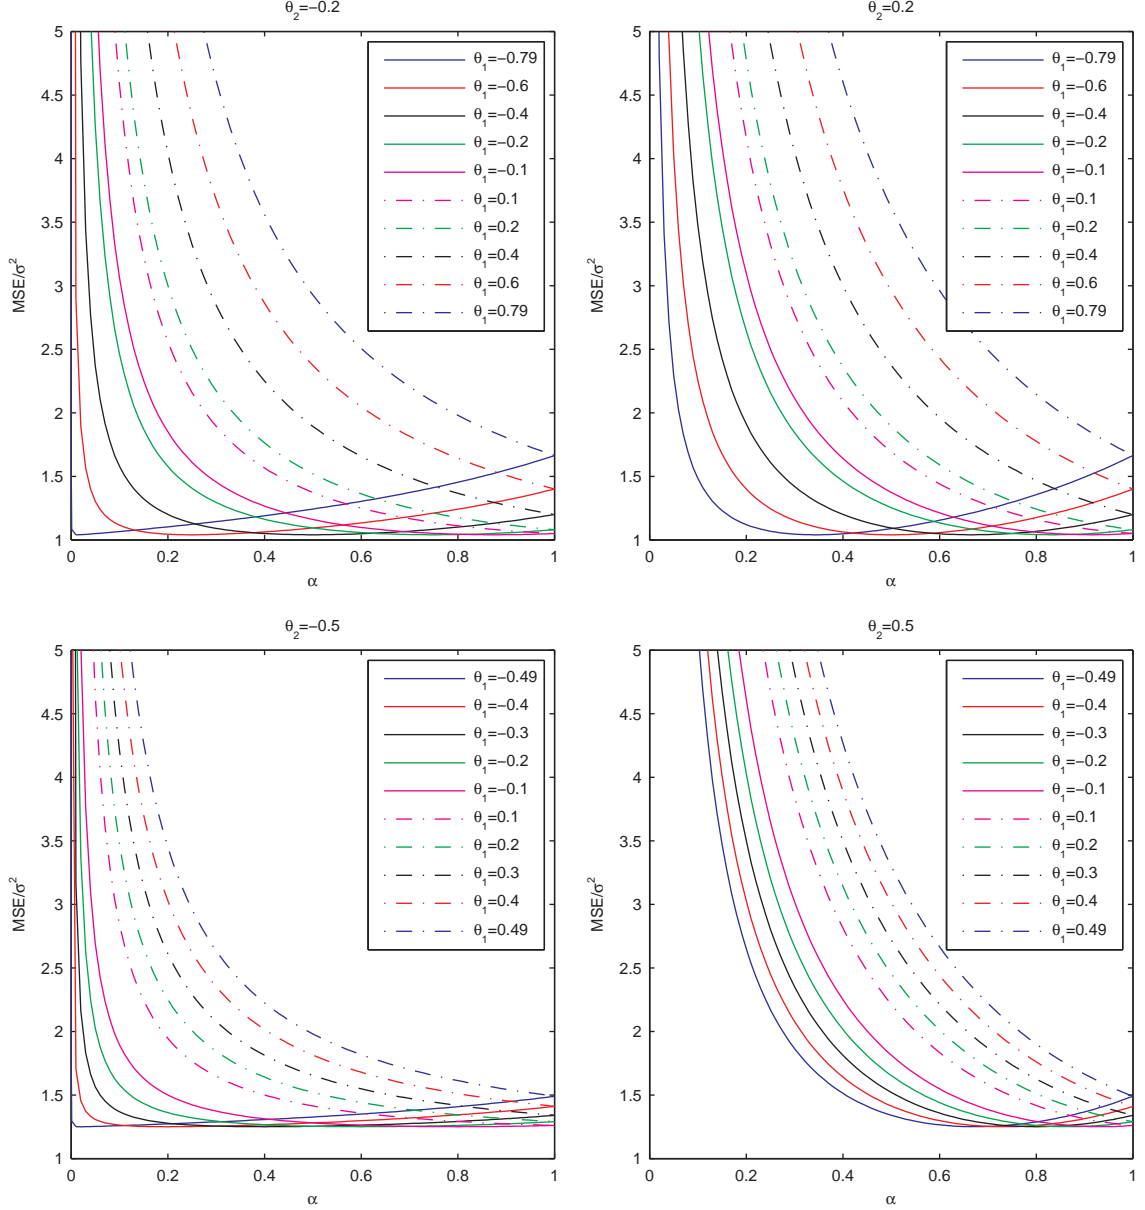 θ₂=−0.2
5
4.5
4
3.5
3
2.5
2
1.5
1
MSE/σ²
0
0.2
0.4
0.6
0.8
1
α
θ₁=−0.79
θ₁=−0.6
θ₁=−0.4
θ₁=−0.2
θ₁=−0.1
θ₁=0.1
θ₁=0.2
θ₁=0.4
θ₁=0.6
θ₁=0.79
θ₂=0.2
5
4.5
4
3.5
3
2.5
2
1.5
1
MSE/σ²
0
0.2
0.4
0.6
0.8
1
α
θ₁=−0.79
θ₁=−0.6
θ₁=−0.4
θ₁=−0.2
θ₁=−0.1
θ₁=0.1
θ₁=0.2
θ₁=0.4
θ₁=0.6
θ₁=0.79
θ₂=−0.5
5
4.5
4
3.5
3
2.5
2
1.5
1
MSE/σ²
0
0.2
0.4
0.6
0.8
1
α
θ₁=−0.49
θ₁=−0.4
θ₁=−0.3
θ₁=−0.2
θ₁=−0.1
θ₁=0.1
θ₁=0.2
θ₁=0.3
θ₁=0.4
θ₁=0.49
θ₂=0.5
5
4.5
4
3.5
3
2.5
2
1.5
1
MSE/σ²
0
0.2
0.4
0.6
0.8
1
α
θ₁=−0.49
θ₁=−0.4
θ₁=−0.3
θ₁=−0.2
θ₁=−0.1
θ₁=0.1
θ₁=0.2
θ₁=0.3
θ₁=0.4
θ₁=0.49